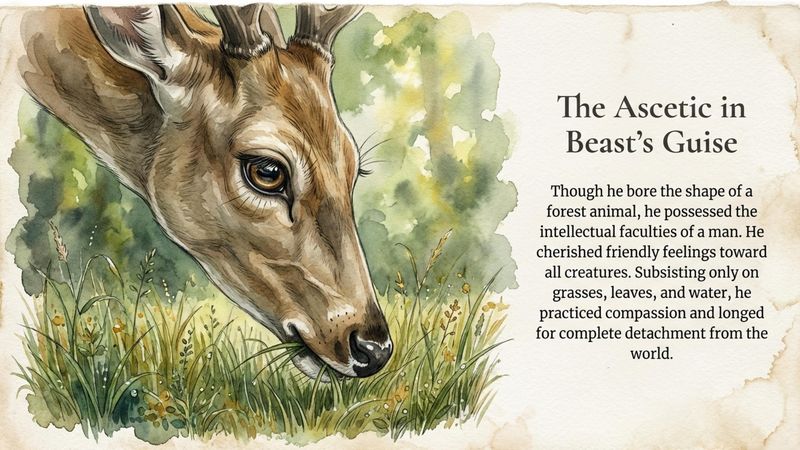 The Ascetic in
Beast’s Guise
Though he bore the shape of a
forest animal, he possessed the
intellectual faculties of a man. He
cherished friendly feelings toward
all creatures. Subsisting only on
grasses, leaves, and water, he
practiced compassion and longed
for complete detachment from the
world.